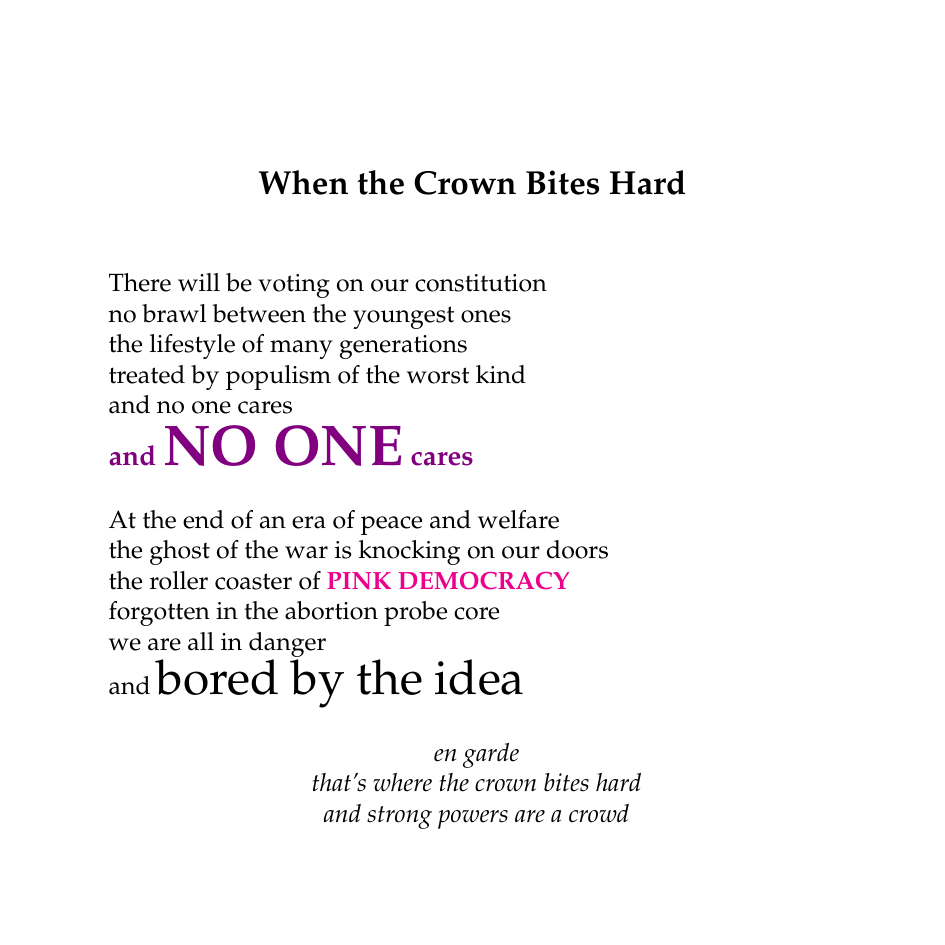 When the Crown Bites Hard
There will be voting on our constitution
no brawl between the youngest ones
the lifestyle of many generations
treated by populism of the worst kind
and no one cares
and NO ONE cares
At the end of an era of peace and welfare
the ghost of the war is knocking on our doors
the roller coaster of PINK DEMOCRACY
forgotten in the abortion probe core
we are all in danger
and bored by the idea
en garde
that's where the crown bites hard
and strong powers are a crowd